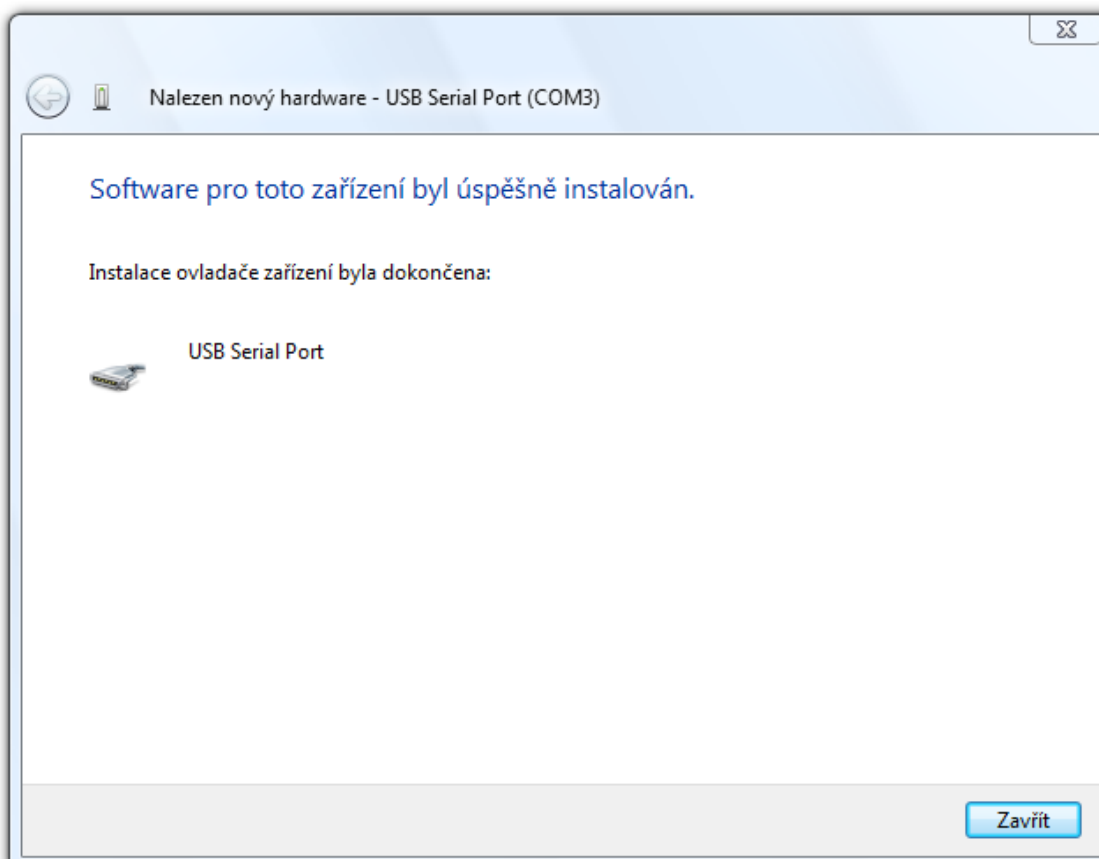 Nalezen nový hardware - USB Serial Port (COM3)
Software pro toto zařízení byl úspěšně instalován.
Instalace ovladače zařízení byla dokončena:
USB Serial Port
Zavřít